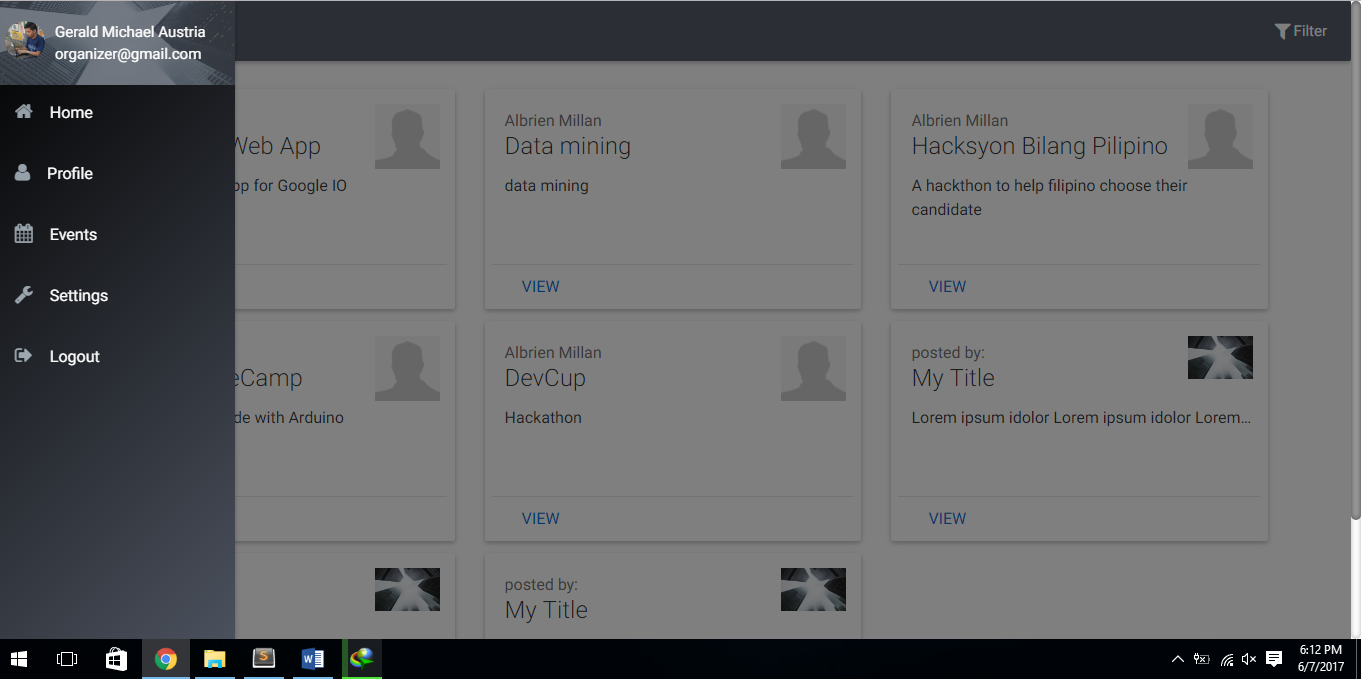 Gerald Michael Austria
organizer@gmail.com
Home
Profile
Events
Settings
Logout
Filter
Web App
pp for Google IO
Albrien Millan
Data mining
data mining
VIEW
Albrien Millan
Hacksyon Bilang Pilipino
A hackthon to help filipino choose their
candidate
VIEW
eCamp
de with Arduino
Albrien Millan
DevCup
Hackathon
VIEW
posted by:
My Title
Lorem ipsum idolor Lorem ipsum idolor Lorem...
VIEW
posted by:
My Title
6:12 PM
6/7/2017